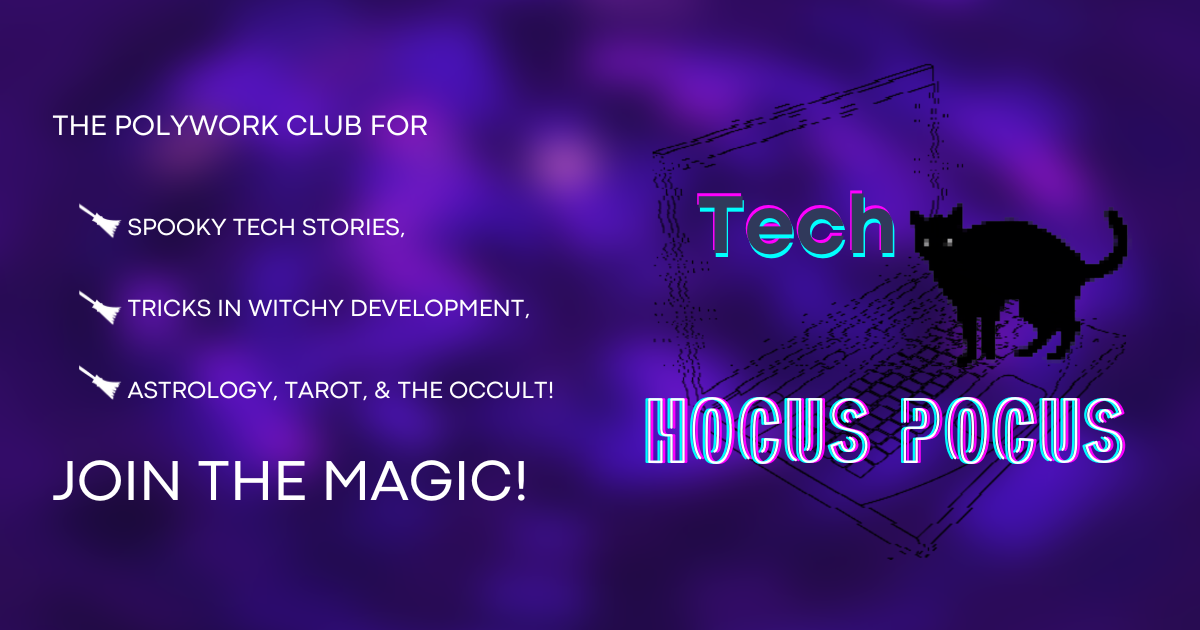 THE POLYWORK CLUB FOR
SPOOKY TECH STORIES,
TRICKS IN WITCHY DEVELOPMENT,
ASTROLOGY, TAROT, & THE OCCULT!
JOIN THE MAGIC!
Tech
HOCUS POCUS